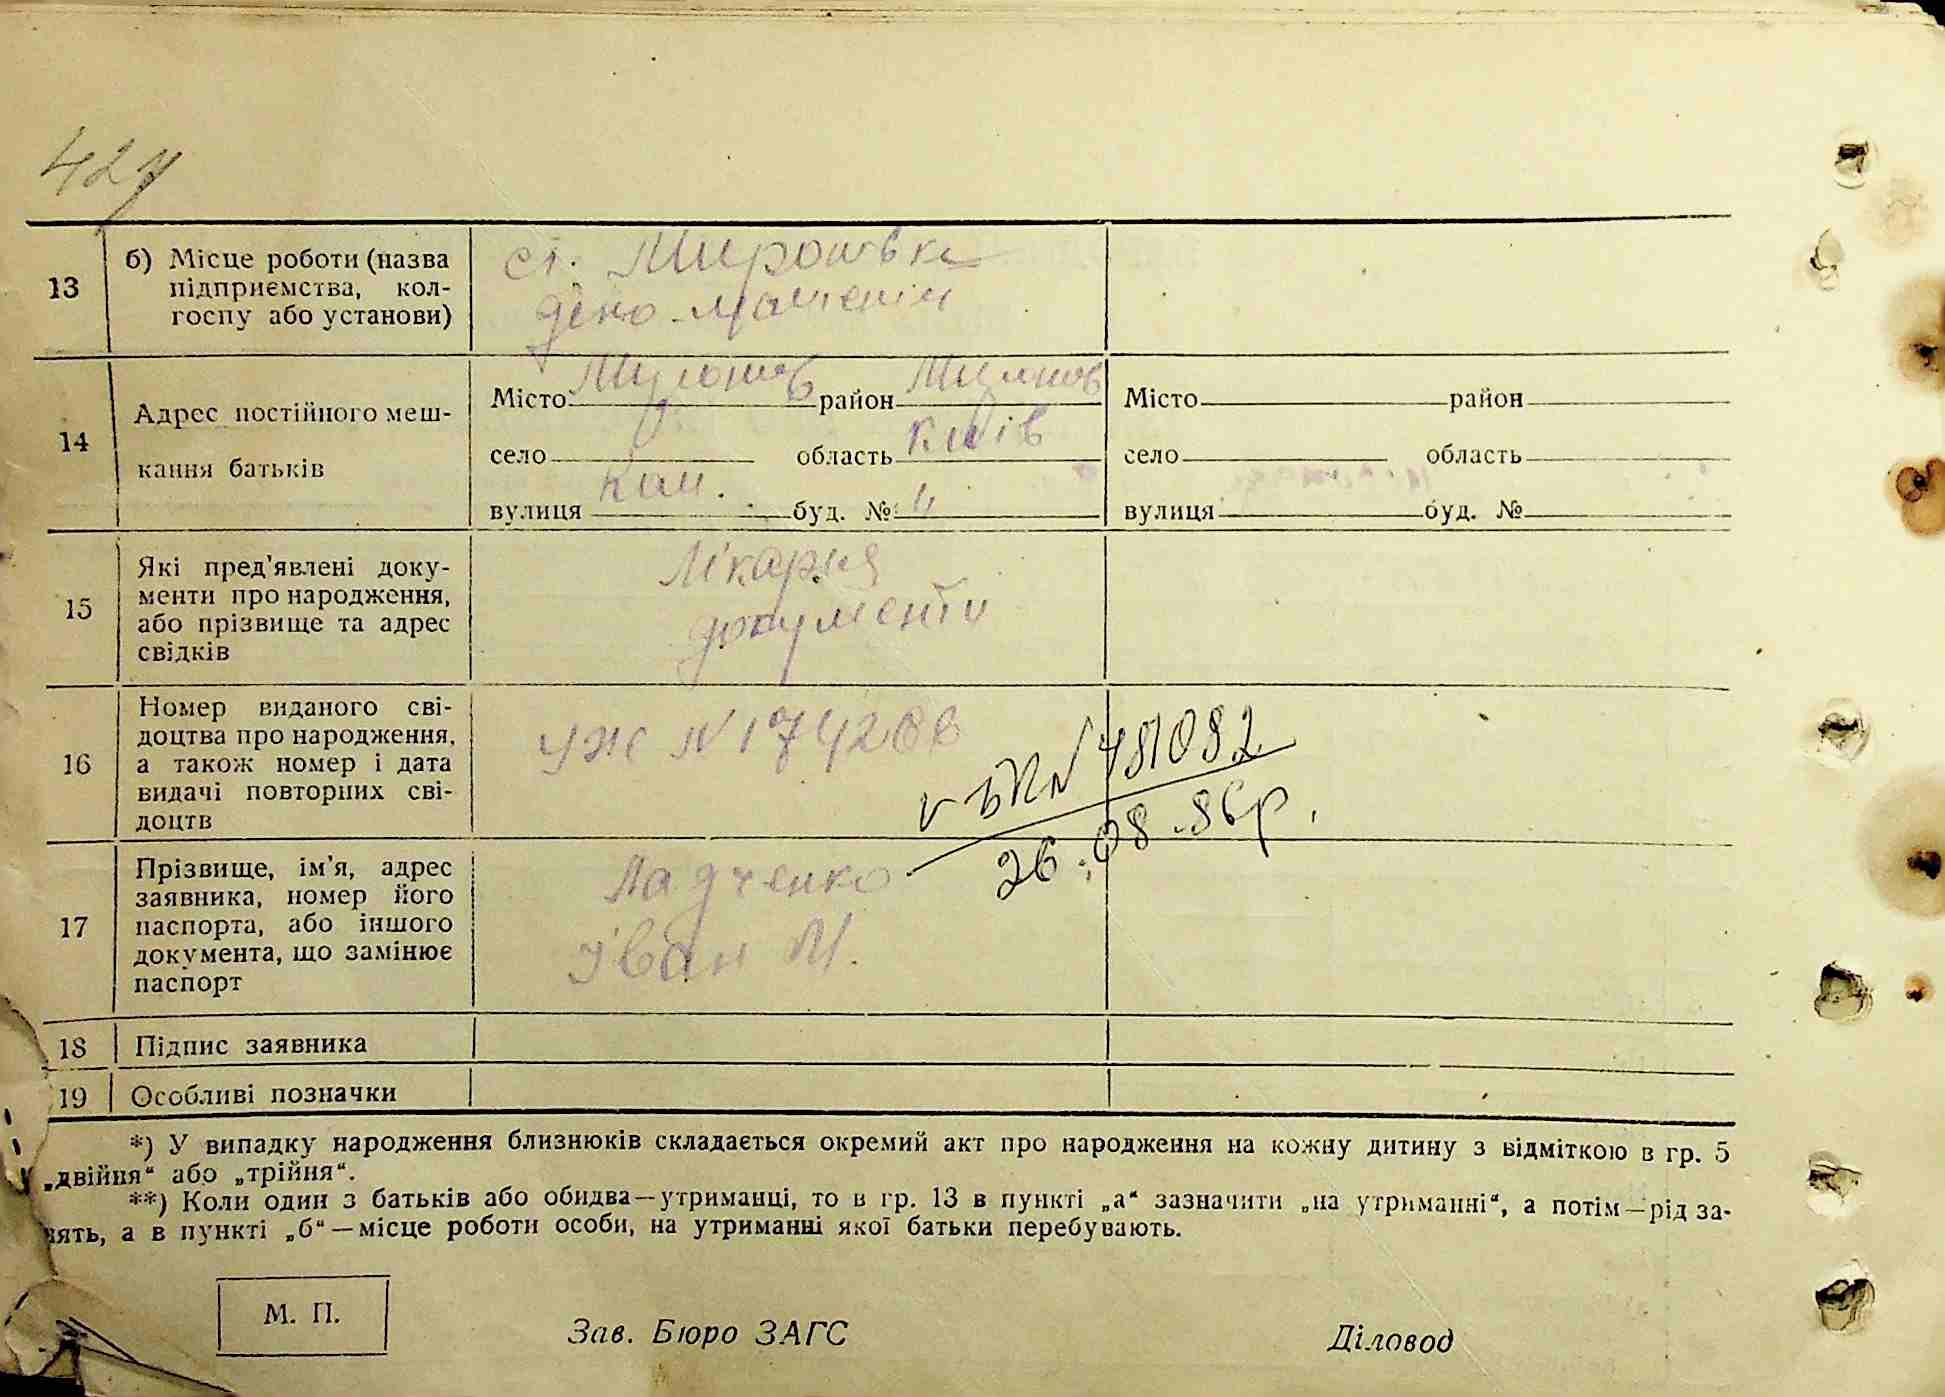 427
13
б) Місце роботи (назва
підприємства, кол-
госпу або установи)
ст. Миронівка
депо
14
Адрес постійного меш-
кання батьків
Місто Миронів район Миронов
село область Київ
вулиця Ком. буд. № 4
Місто район
село область
вулиця буд. №
15
Які пред'явлені доку-
менти про народження,
або прізвище та адрес
свідків
Лікарня
документи
16
Номер виданого сві-
доцтва про народження,
а також номер і дата
видачі повторних сві-
доцтв
УЖ N 174266
N 481082
26.08.86р.
17
Прізвище, ім'я, адрес
заявника, номер його
паспорта, або іншого
документа, що замінює
паспорт
Ладченко
Іван М.
18 Підпис заявника
19 Особливі позначки
*) У випадку народження близнюків складається окремий акт про народження на кожну дитину з відміткою в гр. 5
„двійня“ або „трійня“.
**) Коли один з батьків або обидва—утриманці, то в гр. 13 в пункті „а“ зазначити „на утриманні“, а потім—рід за-
нять, а в пункті „б“—місце роботи особи, на утриманні якої батьки перебувають.
М. П.
Зав. Бюро ЗАГС
Діловод